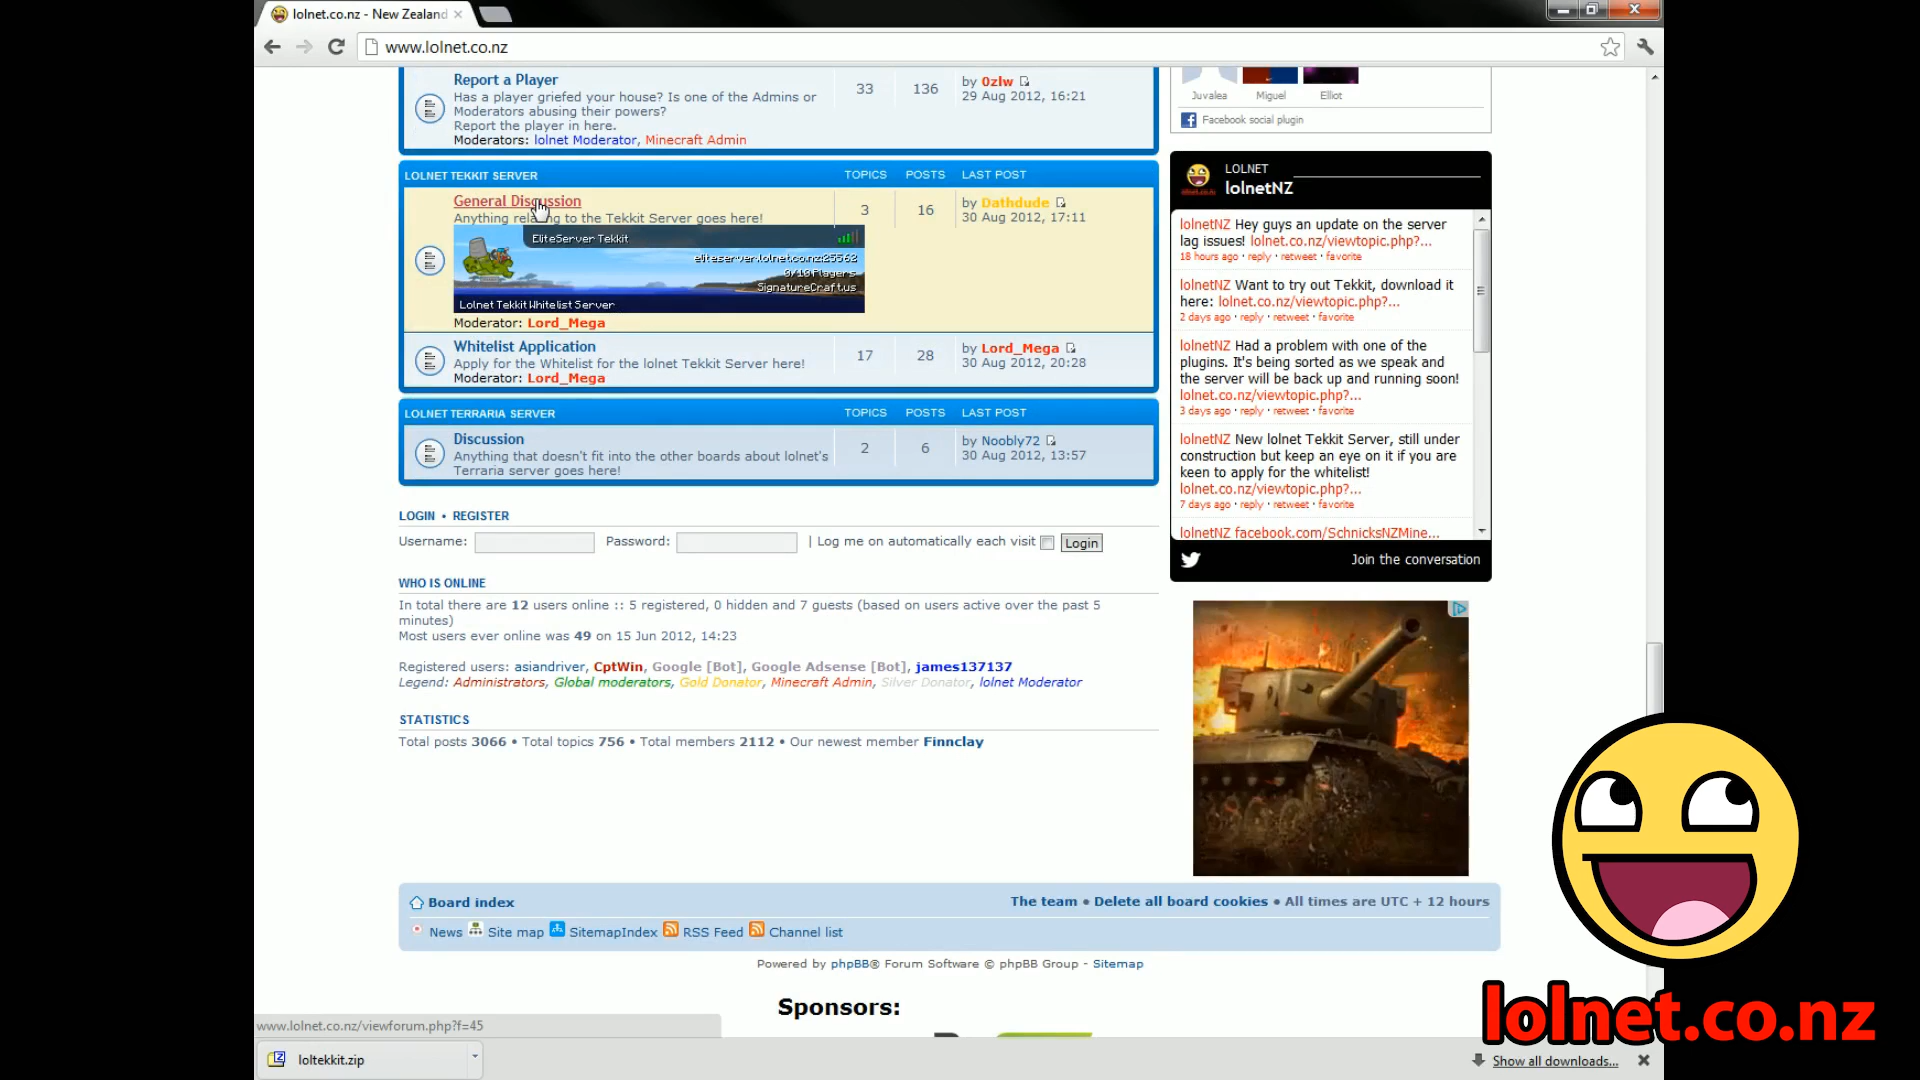 lolnet.co.nz - New Zealand
www.lolnet.co.nz
Report a Player
Has a player griefed your house? Is one of the Admins or
Moderators abusing their powers?
Report the player in here.
Moderators: lolnet Moderator, Minecraft Admin
33
136
by 0zlw
29 Aug 2012, 16:21
LOLNET TEKKIT SERVER TOPICS POSTS LAST POST
General Discussion
Anything relating to the Tekkit Server goes here!
EliteServer Tekkit
eliteserver.lolnet.co.nz:25562
0/10 Players
SignatureCraft.us
Lolnet Tekkit Whitelist Server
Moderator: Lord_Mega
3
16
by Dathdude
30 Aug 2012, 17:11
Whitelist Application
Apply for the Whitelist for the lolnet Tekkit Server here!
Moderator: Lord_Mega
17
28
by Lord_Mega
30 Aug 2012, 20:28
LOLNET TERRARIA SERVER TOPICS POSTS LAST POST
Discussion
Anything that doesn't fit into the other boards about lolnet's
Terraria server goes here!
2
6
by Noobly72
30 Aug 2012, 13:57
LOGIN • REGISTER
Username: Password: | Log me on automatically each visit Login
WHO IS ONLINE
In total there are 12 users online :: 5 registered, 0 hidden and 7 guests (based on users active over the past 5
minutes)
Most users ever online was 49 on 15 Jun 2012, 14:23
Registered users: asiandriver, CptWin, Google [Bot], Google Adsense [Bot], james137137
Legend: Administrators, Global moderators, Gold Donator, Minecraft Admin, Silver Donator, lolnet Moderator
STATISTICS
Total posts 3066 • Total topics 756 • Total members 2112 • Our newest member Finnclay
Juvalea Miguel Elliot
Facebook social plugin
LOLNET
lolnetNZ
lolnetNZ Hey guys an update on the server
lag issues! lolnet.co.nz/viewtopic.php?...
18 hours ago · reply · retweet · favorite
lolnetNZ Want to try out Tekkit, download it
here: lolnet.co.nz/viewtopic.php?...
2 days ago · reply · retweet · favorite
lolnetNZ Had a problem with one of the
plugins. It's being sorted as we speak and
the server will be back up and running soon!
lolnet.co.nz/viewtopic.php?...
3 days ago · reply · retweet · favorite
lolnetNZ New lolnet Tekkit Server, still under
construction but keep an eye on it if you are
keen to apply for the whitelist!
lolnet.co.nz/viewtopic.php?...
7 days ago · reply · retweet · favorite
lolnetNZ facebook.com/SchnicksNZMine...
Join the conversation
Board index
The team • Delete all board cookies • All times are UTC + 12 hours
News Site map SitemapIndex RSS Feed Channel list
Powered by phpBB® Forum Software © phpBB Group - Sitemap
Sponsors:
lolnet.co.nz
www.lolnet.co.nz/viewforum.php?f=45
loltekkit.zip
Show all downloads...